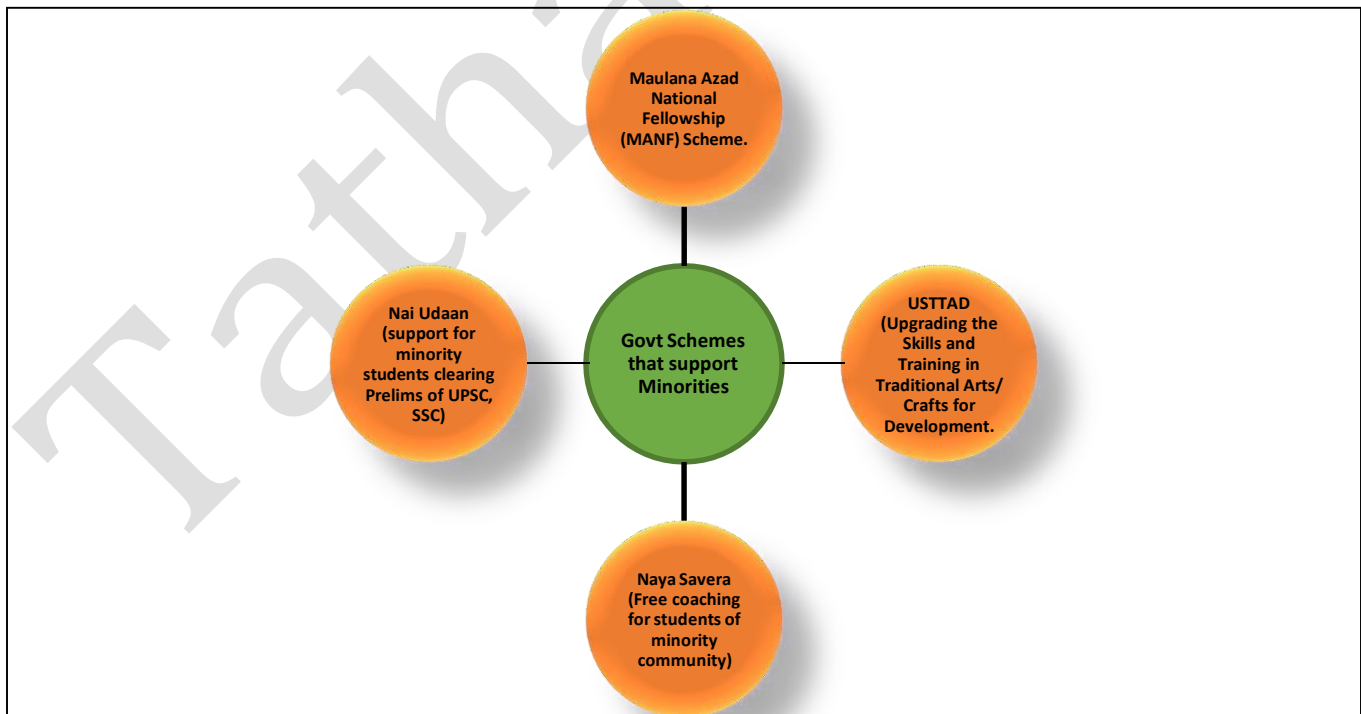 Maulana Azad
National
Fellowship
(MANF) Scheme.
Nai Udaan
(support for
minority
students clearing
Prelims of UPSC,
SSC)
Govt Schemes
that support
Minorities
USTTAD
(Upgrading the
Skills and
Training in
Traditional Arts/
Crafts for
Development.
Naya Savera
(Free coaching
for students of
minority
community)
Tatha